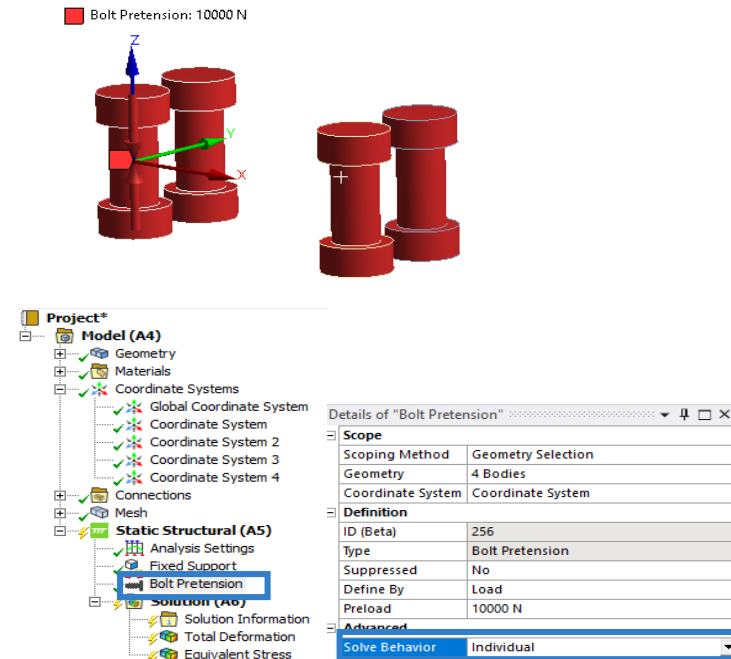 Bolt Pretension: 10000 N
Z
Y
X
Project*
Model (A4)
Geometry
Materials
Coordinate Systems
Global Coordinate System
Coordinate System
Coordinate System 2
Coordinate System 3
Coordinate System 4
Connections
Mesh
Static Structural (A5)
Analysis Settings
Fixed Support
Bolt Pretension
Solution (A6)
Solution Information
Total Deformation
Equivalent Stress
Details of "Bolt Pretension"
Scope
Scoping Method Geometry Selection
Geometry 4 Bodies
Coordinate System Coordinate System
Definition
ID (Beta) 256
Type Bolt Pretension
Suppressed No
Define By Load
Preload 10000 N
Advanced
Solve Behavior Individual